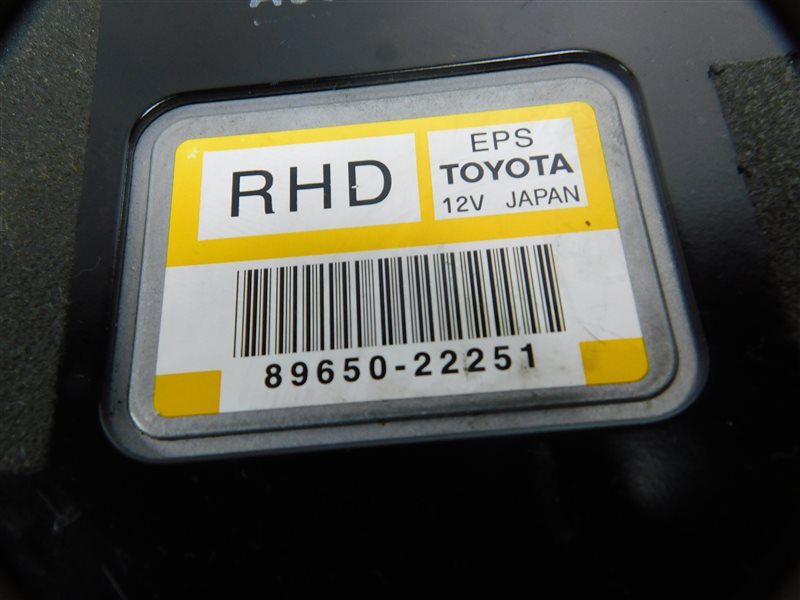 RHD
EPS
TOYOTA
12V JAPAN
89650-22251